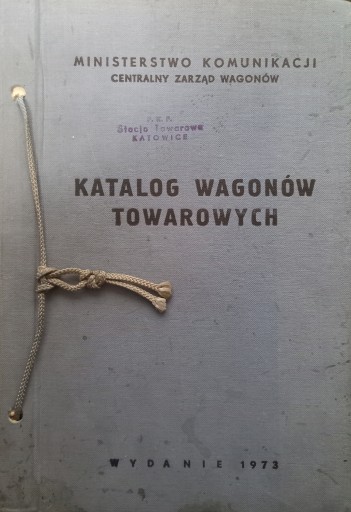 MINISTERSTWO KOMUNIKACJI
CENTRALNY ZARZĄD WAGONÓW
P. K. P.
Stacja Towarowa
KATOWICE
KATALOG WAGONÓW
TOWAROWYCH
WYDANIE 1973